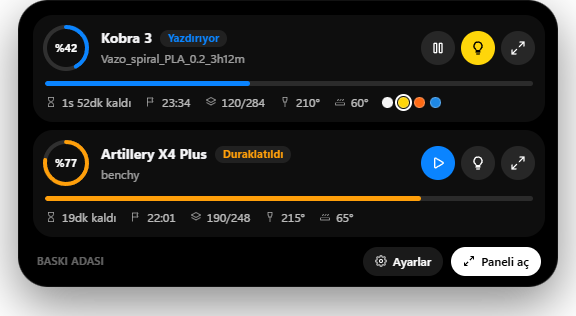 %42
Kobra 3 Yazdırıyor
Vazo_spiral_PLA_0.2_3h12m
1s 52dk kaldı 23:34 120/284 210° 60°
%77
Artillery X4 Plus Duraklatıldı
benchy
19dk kaldı 22:01 190/248 215° 65°
BASKI ADASI Ayarlar Paneli aç